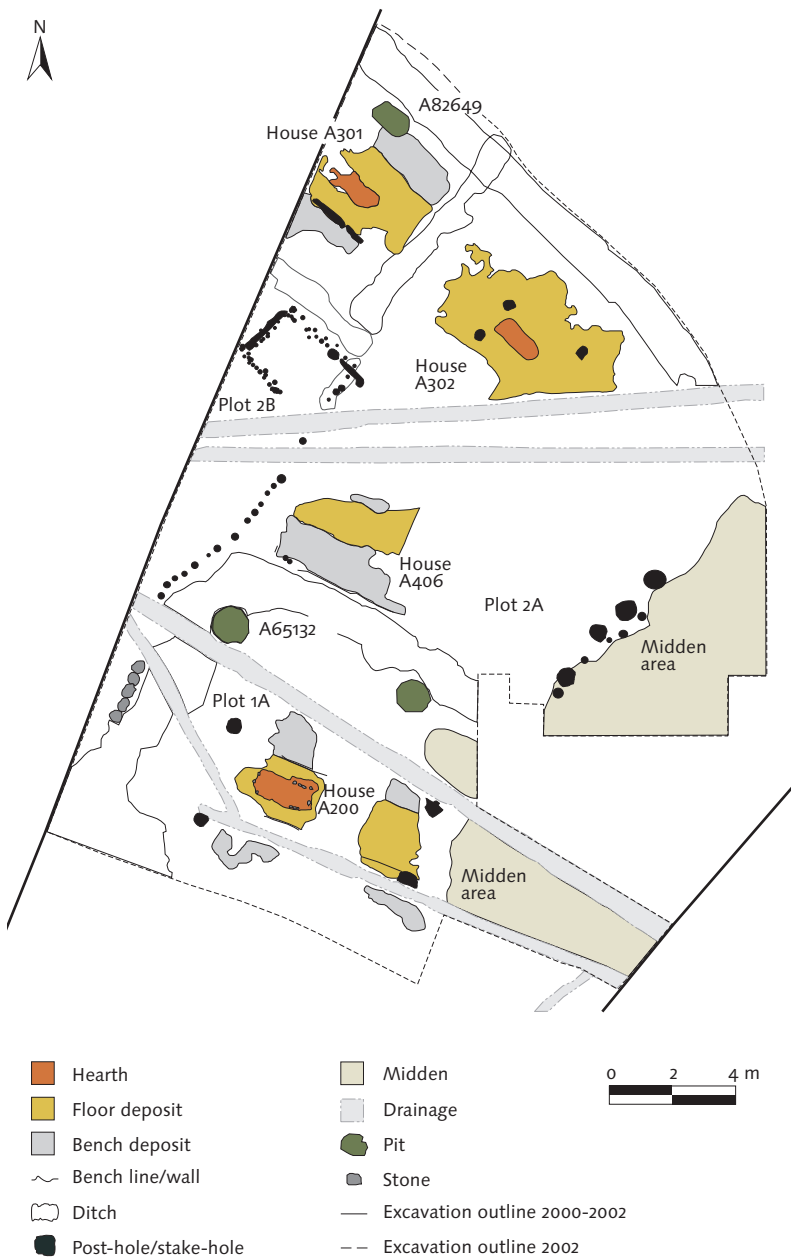 N
A82649
House A301
House
A302
Plot 2B
House
A406
Plot 2A
A65132
Midden
area
Plot 1A
House
A200
Midden
area
Hearth
Floor deposit
Bench deposit
Bench line/wall
Ditch
Post-hole/stake-hole
Midden
Drainage
Pit
Stone
Excavation outline 2000-2002
Excavation outline 2002
0 2 4 m